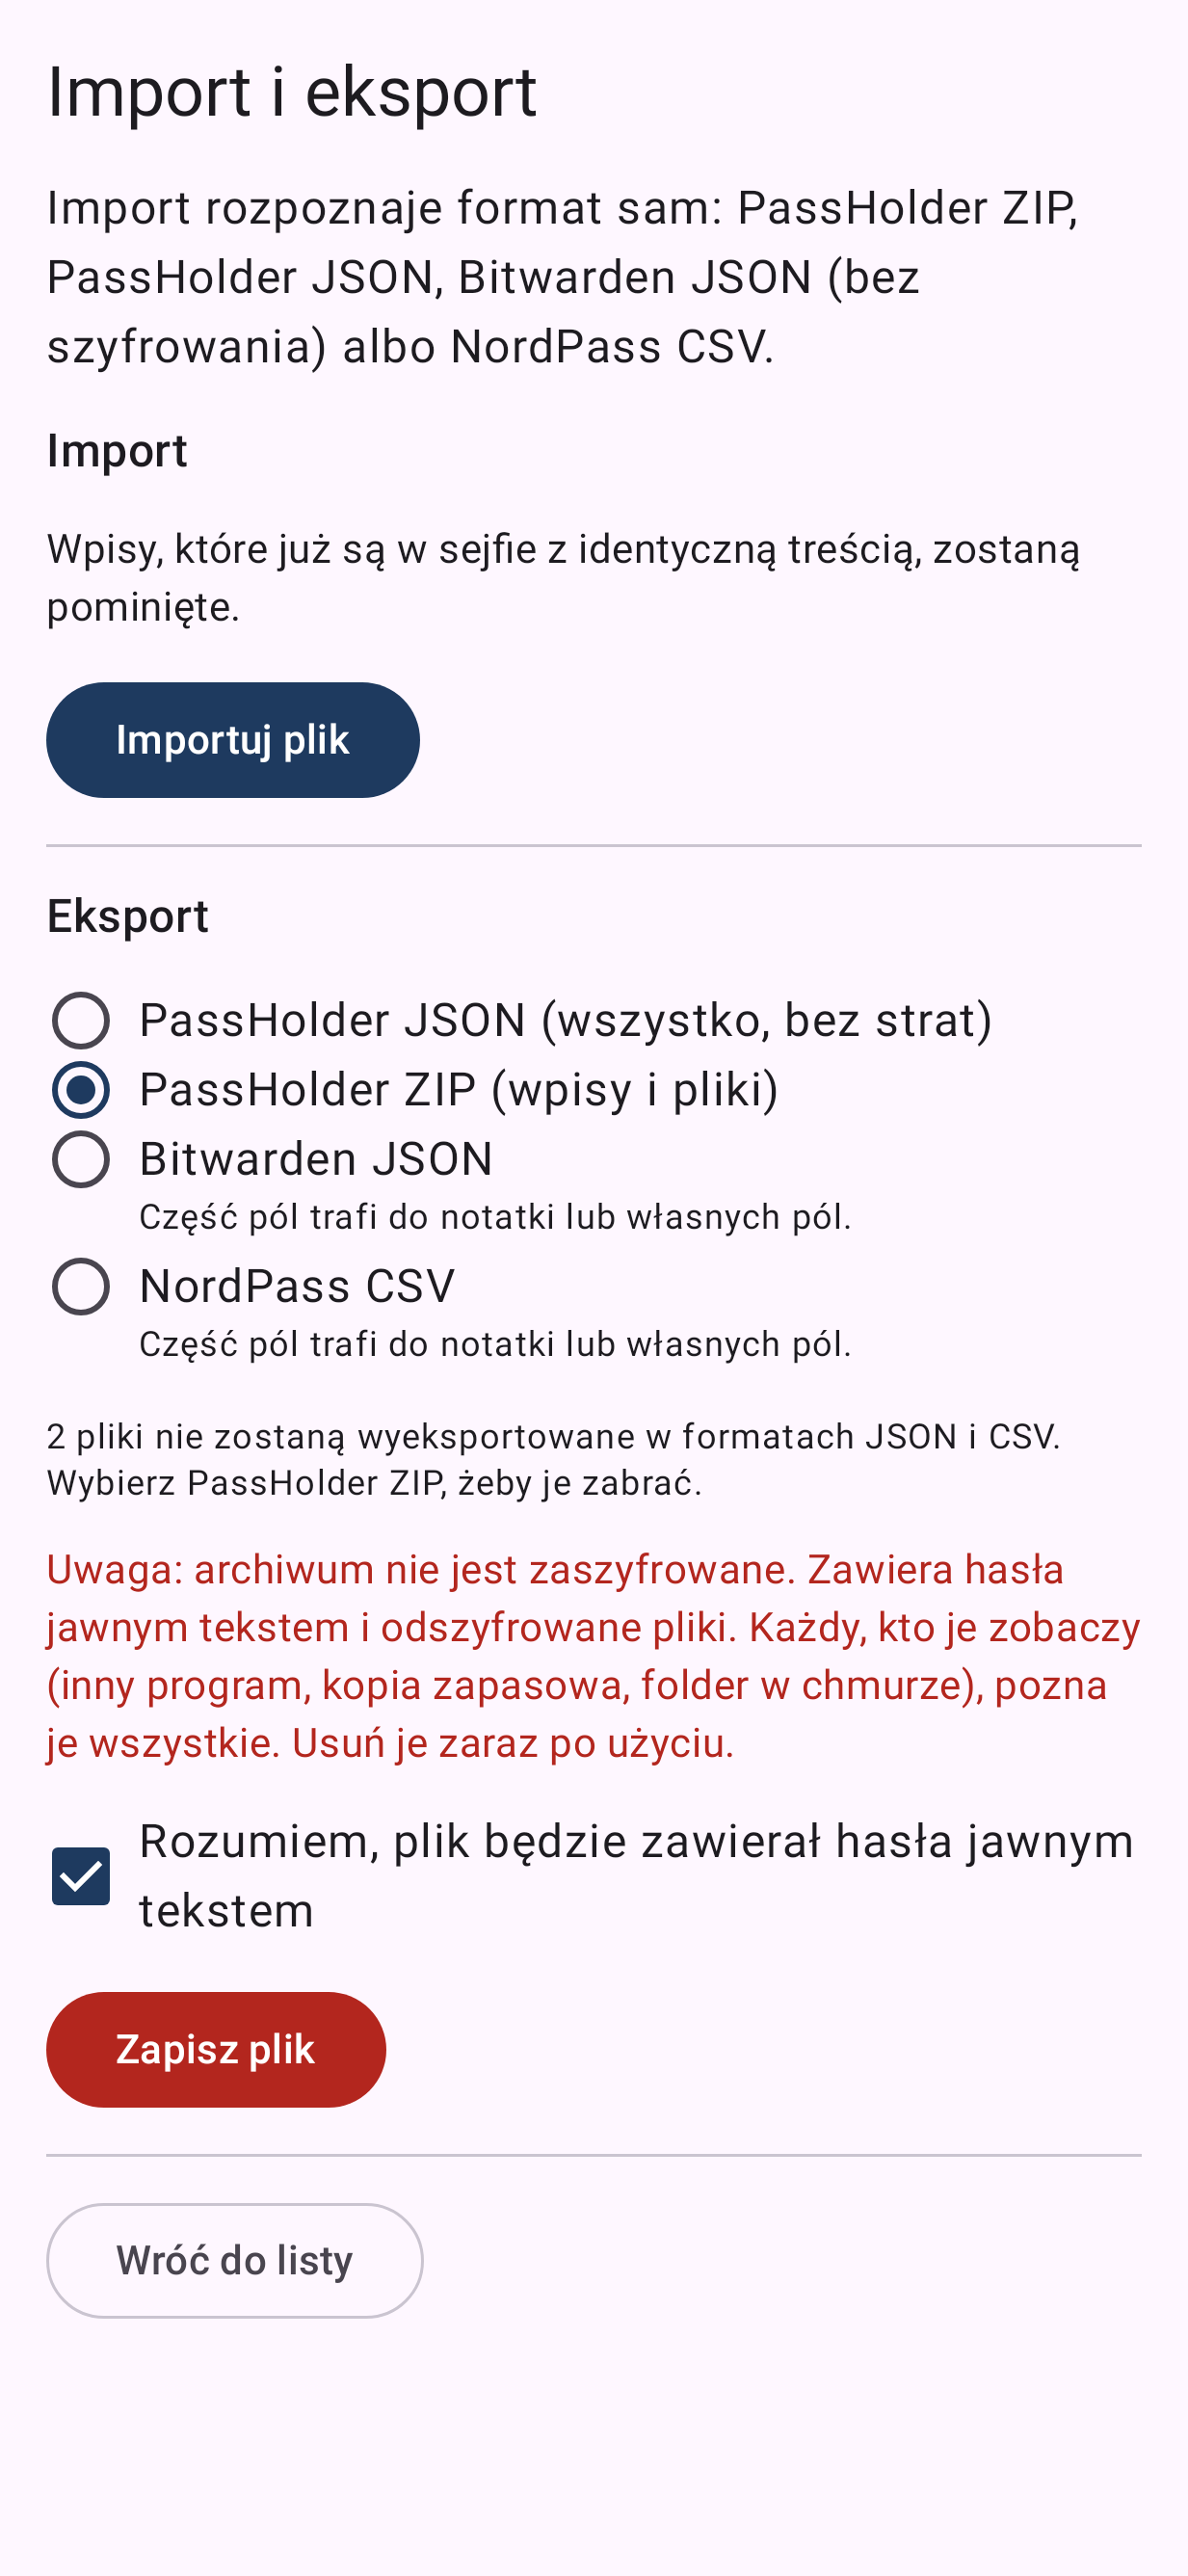 Import i eksport
Import rozpoznaje format sam: PassHolder ZIP,
PassHolder JSON, Bitwarden JSON (bez
szyfrowania) albo NordPass CSV.
Import
Wpisy, które już są w sejfie z identyczną treścią, zostaną
pominięte.
Importuj plik
Eksport
PassHolder JSON (wszystko, bez strat)
PassHolder ZIP (wpisy i pliki)
Bitwarden JSON
Część pól trafi do notatki lub własnych pól.
NordPass CSV
Część pól trafi do notatki lub własnych pól.
2 pliki nie zostaną wyeksportowane w formatach JSON i CSV.
Wybierz PassHolder ZIP, żeby je zabrać.
Uwaga: archiwum nie jest zaszyfrowane. Zawiera hasła
jawnym tekstem i odszyfrowane pliki. Każdy, kto je zobaczy
(inny program, kopia zapasowa, folder w chmurze), pozna
je wszystkie. Usuń je zaraz po użyciu.
Rozumiem, plik będzie zawierał hasła jawnym
tekstem
Zapisz plik
Wróć do listy